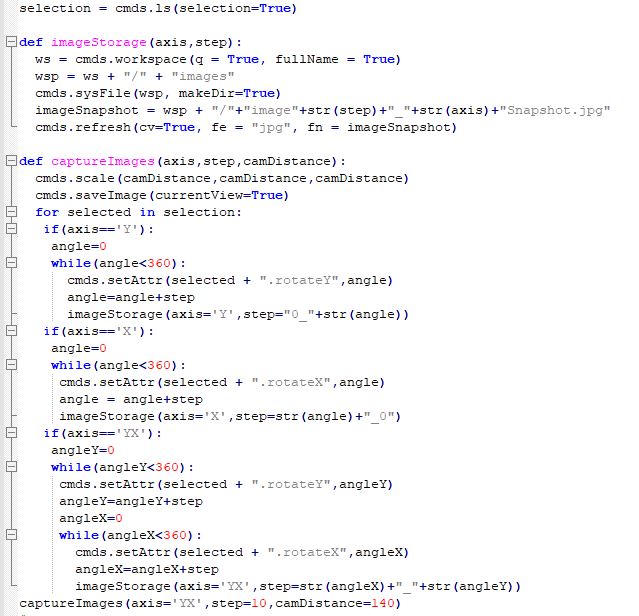 selection = cmds.ls(selection=True)
def imageStorage(axis,step):
  ws = cmds.workspace(q = True, fullName = True)
  wsp = ws + "/" + "images"
  cmds.sysFile(wsp, makeDir=True)
  imageSnapshot = wsp + "/"+"image"+str(step)+"_"+str(axis)+"Snapshot.jpg"
  cmds.refresh(cv=True, fe = "jpg", fn = imageSnapshot)
def captureImages(axis,step,camDistance):
  cmds.scale(camDistance,camDistance,camDistance)
  cmds.saveImage(currentView=True)
  for selected in selection:
   if(axis=='Y'):
    angle=0
    while(angle<360):
      cmds.setAttr(selected + ".rotateY",angle)
      angle=angle+step
      imageStorage(axis='Y',step="0_"+str(angle))
   if(axis=='X'):
    angle=0
    while(angle<360):
     cmds.setAttr(selected + ".rotateX",angle)
     angle = angle+step
     imageStorage(axis='X',step=str(angle)+"_0")
   if(axis=='YX'):
    angleY=0
    while(angleY<360):
     cmds.setAttr(selected + ".rotateY",angleY)
     angleY=angleY+step
     angleX=0
     while(angleX<360):
       cmds.setAttr(selected + ".rotateX",angleX)
       angleX=angleX+step
       imageStorage(axis='YX',step=str(angleX)+"_"+str(angleY))
captureImages(axis='YX',step=10,camDistance=140)